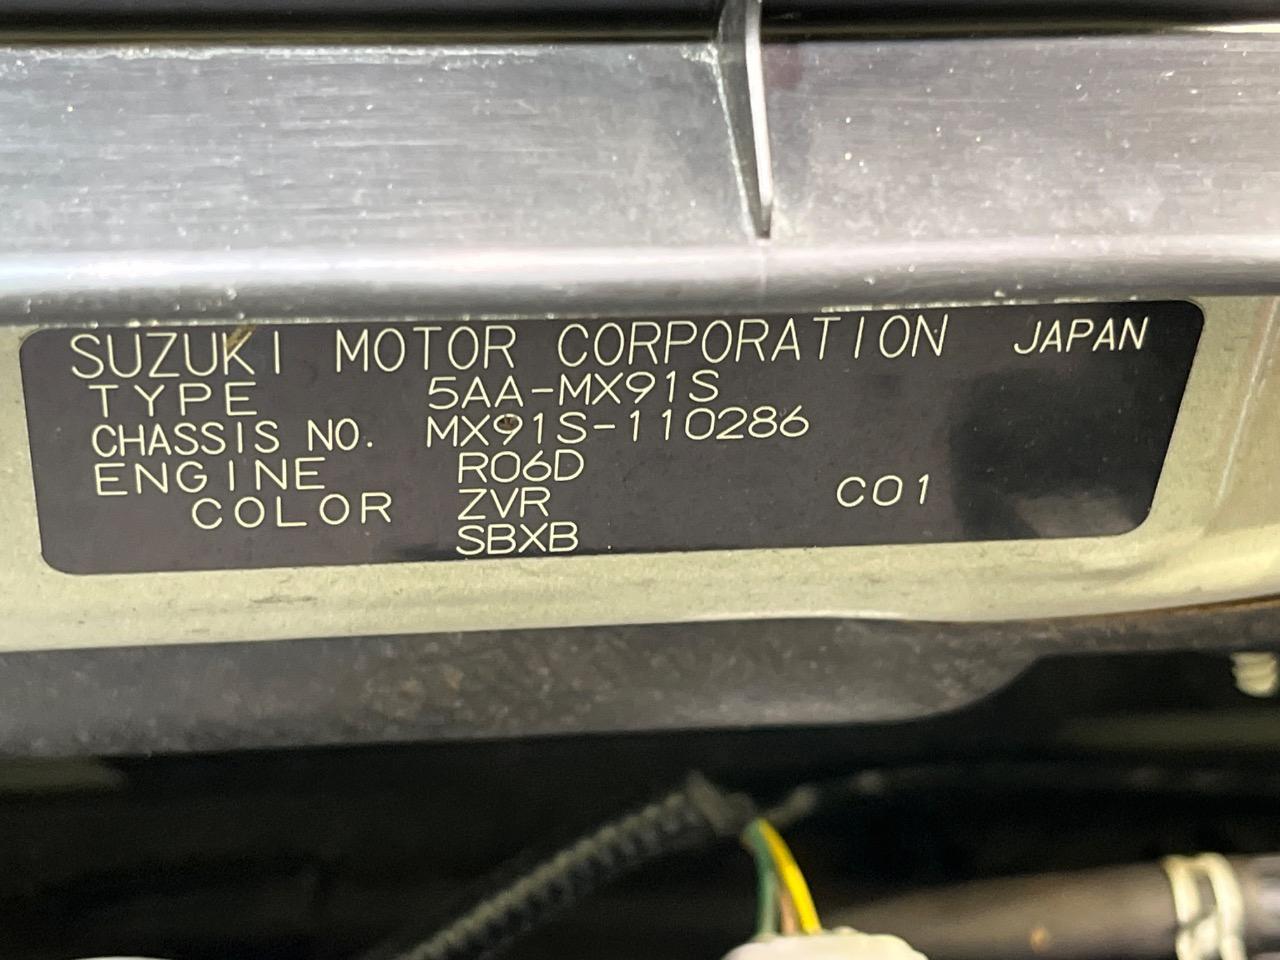 SUZUKI MOTOR CORPORATION JAPAN
TYPE 5AA-MX91S
CHASSIS NO. MX91S-110286
ENGINE R06D
COLOR ZVR C01
SBXB